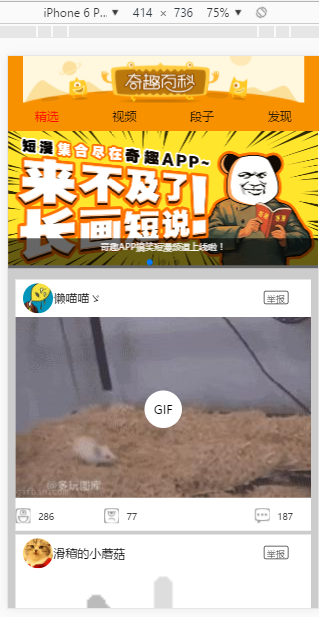 iPhone 6 P... ▼ 414 × 736 75% ▼
奇趣百科
精选 视频 段子 发现
短漫集合尽在奇趣APP~
来不及了!
长画短说!
奇趣APP搞笑短漫频道上线啦！
懒喵喵ゞ 举报
GIF
@多玩图库
286 77 187
滑稽的小蘑菇 举报